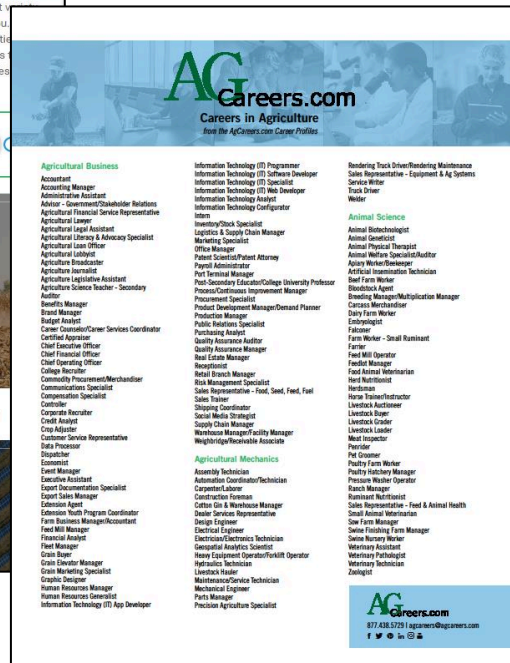 AGCareers.com
Careers in Agriculture
from the AgCareers.com Career Profiles
Agricultural Business
Accountant
Accounting Manager
Administrative Assistant
Advisor - Government/Stakeholder Relations
Agricultural Financial Service Representative
Agricultural Lawyer
Agricultural Legal Assistant
Agricultural Literacy & Advocacy Specialist
Agricultural Loan Officer
Agricultural Lobbyist
Agriculture Broadcaster
Agriculture Journalist
Agriculture Legislative Assistant
Agriculture Science Teacher - Secondary
Auditor
Benefits Manager
Brand Manager
Budget Analyst
Career Counselor/Career Services Coordinator
Certified Appraiser
Chief Executive Officer
Chief Financial Officer
Chief Operating Officer
College Recruiter
Commodity Procurement/Merchandiser
Communications Specialist
Compensation Specialist
Controller
Corporate Recruiter
Credit Analyst
Crop Adjuster
Customer Service Representative
Data Processor
Dispatcher
Economist
Event Manager
Executive Assistant
Export Documentation Specialist
Export Sales Manager
Extension Agent
Extension Youth Program Coordinator
Farm Business Manager/Accountant
Feed Mill Manager
Financial Analyst
Fleet Manager
Grain Buyer
Grain Elevator Manager
Grain Marketing Specialist
Graphic Designer
Human Resources Manager
Human Resources Generalist
Information Technology (IT) App Developer
Information Technology (IT) Programmer
Information Technology (IT) Software Developer
Information Technology (IT) Specialist
Information Technology (IT) Web Developer
Information Technology Analyst
Information Technology Configurator
Intern
Inventory/Stock Specialist
Logistics & Supply Chain Manager
Marketing Specialist
Office Manager
Patent Scientist/Patent Attorney
Payroll Administrator
Port Terminal Manager
Post-Secondary Educator/College University Professor
Process/Continuous Improvement Manager
Procurement Specialist
Product Development Manager/Demand Planner
Production Manager
Public Relations Specialist
Purchasing Analyst
Quality Assurance Auditor
Quality Assurance Manager
Real Estate Manager
Receptionist
Retail Branch Manager
Risk Management Specialist
Sales Representative - Food, Seed, Feed, Fuel
Sales Trainer
Shipping Coordinator
Social Media Strategist
Supply Chain Manager
Warehouse Manager/Facility Manager
Weighbridge/Receivable Associate
Agricultural Mechanics
Assembly Technician
Automation Coordinator/Technician
Carpenter/Laborer
Construction Foreman
Cotton Gin & Warehouse Manager
Dealer Services Representative
Design Engineer
Electrical Engineer
Electrician/Electronics Technician
Geospatial Analytics Scientist
Heavy Equipment Operator/Forklift Operator
Hydraulics Technician
Livestock Hauler
Maintenance/Service Technician
Mechanical Engineer
Parts Manager
Precision Agriculture Specialist
Rendering Truck Driver/Rendering Maintenance
Sales Representative - Equipment & Ag Systems
Service Writer
Truck Driver
Welder
Animal Science
Animal Biotechnologist
Animal Geneticist
Animal Physical Therapist
Animal Welfare Specialist/Auditor
Apiary Worker/Beekeeper
Artificial Insemination Technician
Beef Farm Worker
Bloodstock Agent
Breeding Manager/Multiplication Manager
Carcass Merchandiser
Dairy Farm Worker
Embryologist
Falconer
Farm Worker - Small Ruminant
Farrier
Feed Mill Operator
Feedlot Manager
Food Animal Veterinarian
Herd Nutritionist
Herdsman
Horse Trainer/Instructor
Livestock Auctioneer
Livestock Buyer
Livestock Grader
Livestock Loader
Meat Inspector
Penrider
Pet Groomer
Poultry Farm Worker
Poultry Hatchery Manager
Pressure Washer Operator
Ranch Manager
Ruminant Nutritionist
Sales Representative - Feed & Animal Health
Small Animal Veterinarian
Sow Farm Manager
Swine Finishing Farm Manager
Swine Nursery Worker
Veterinary Assistant
Veterinary Pathologist
Veterinary Technician
Zoologist
AGCareers.com
877.438.5729 | agcareers@agcareers.com